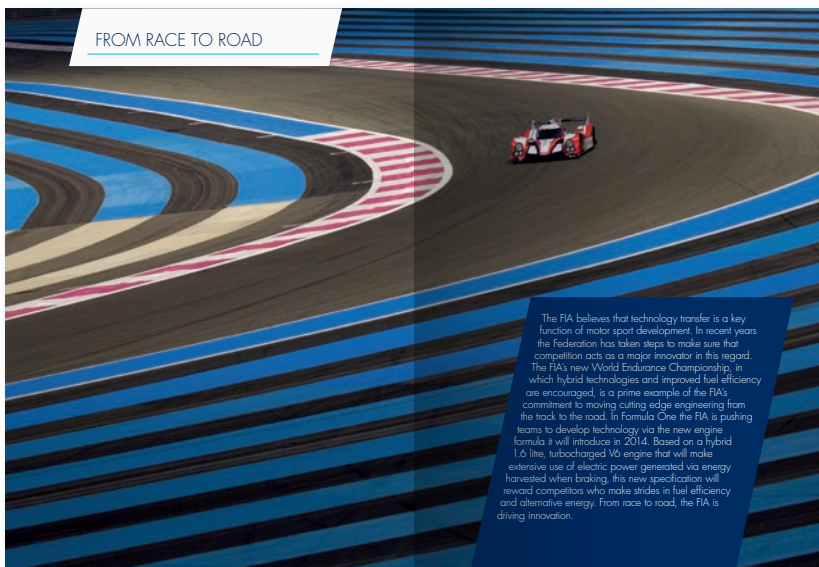 FROM RACE TO ROAD
The FIA believes that technology transfer is a key
function of motor sport development. In recent years
the Federation has taken steps to make sure that
competition acts as a major innovator in this regard.
The FIA's new World Endurance Championship, in
which hybrid technologies and improved fuel efficiency
are encouraged, is a prime example of the FIA's
commitment to moving cutting edge engineering from
the track to the road. In Formula One the FIA is pushing
teams to develop technology via the new engine
formula it will introduce in 2014. Based on a hybrid
1.6 litre, turbocharged V6 engine that will make
extensive use of electric power generated via energy
harvested when braking, this new specification will
reward competitors who make strides in fuel efficiency
and alternative energy. From race to road, the FIA is
driving innovation.